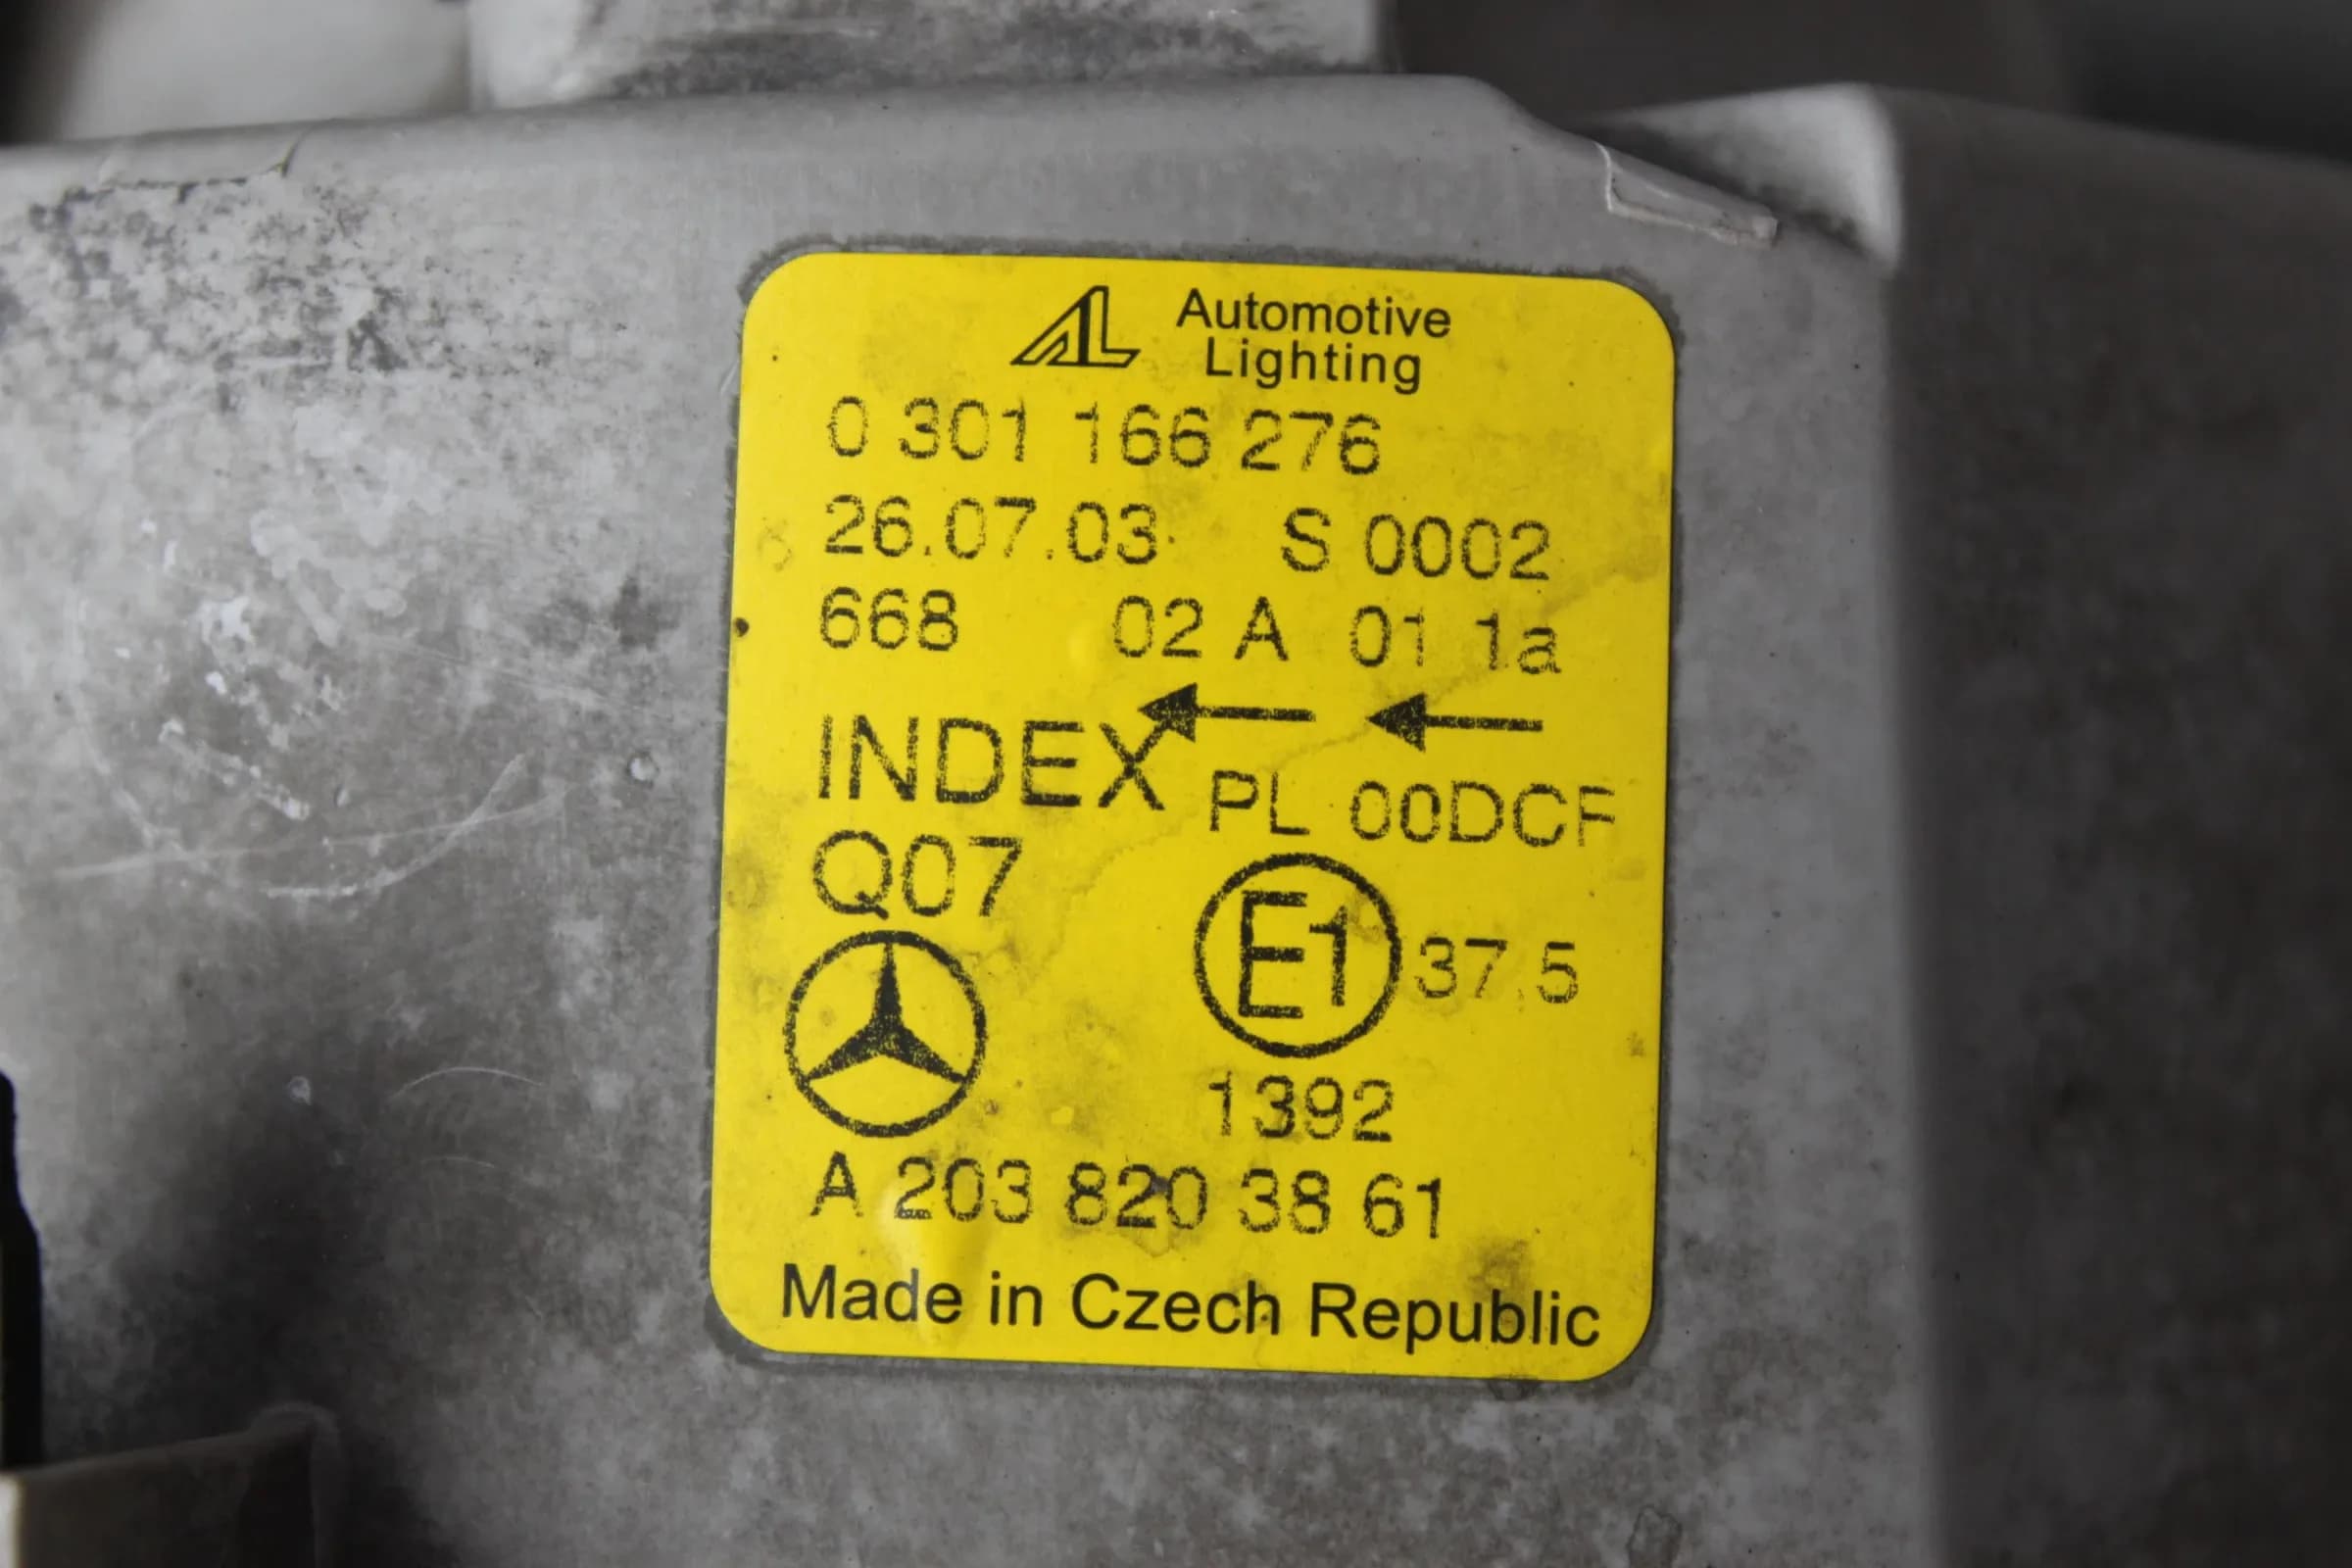 AL Automotive
Lighting
0 301 166 276
26.07.03 S 0002
668 02 A 01 1a
INDEX PL 00DCF
Q07
E1 37.5
1392
A 203 820 38 61
Made in Czech Republic